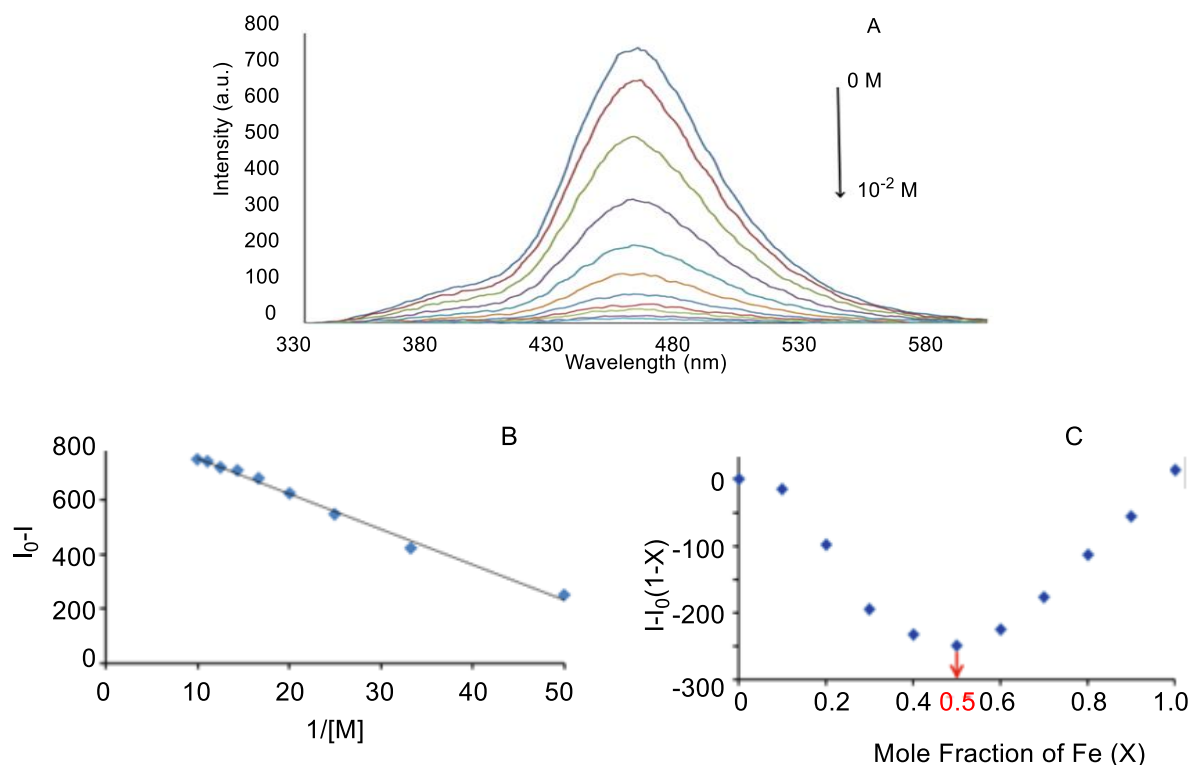 A
800
700
600
500
400
300
200
100
0
Intensity (a.u.)
0 M
10⁻² M
330 380 430 480 530 580
Wavelength (nm)
B
800
600
400
200
0
I₀-I
0 10 20 30 40 50
1/[M]
C
0
-100
-200
-300
I-I₀(1-X)
0 0.2 0.4 0.5 0.6 0.8 1.0
Mole Fraction of Fe (X)